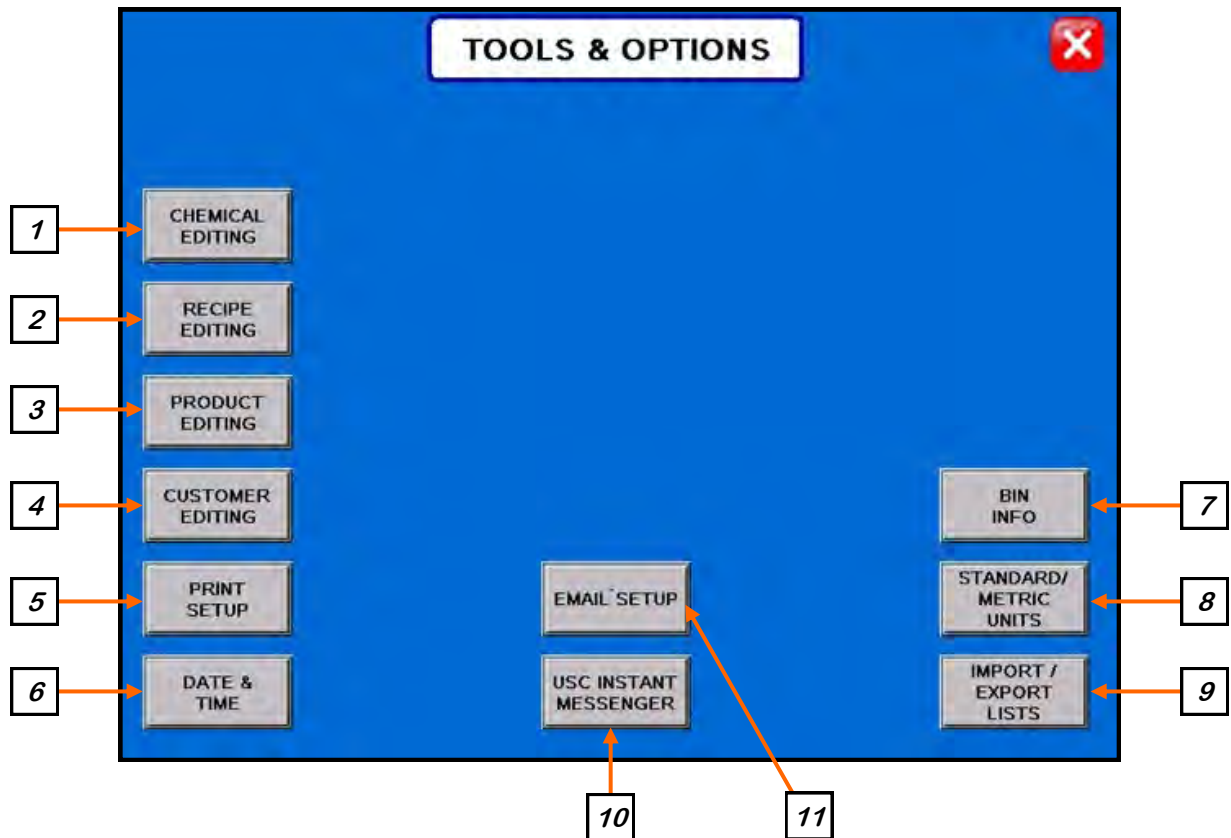 TOOLS & OPTIONS
X
1
CHEMICAL
EDITING
2
RECIPE
EDITING
3
PRODUCT
EDITING
4
CUSTOMER
EDITING
5
PRINT
SETUP
6
DATE &
TIME
EMAIL SETUP
USC INSTANT
MESSENGER
BIN
INFO
7
STANDARD/
METRIC
UNITS
8
IMPORT /
EXPORT
LISTS
9
10
11